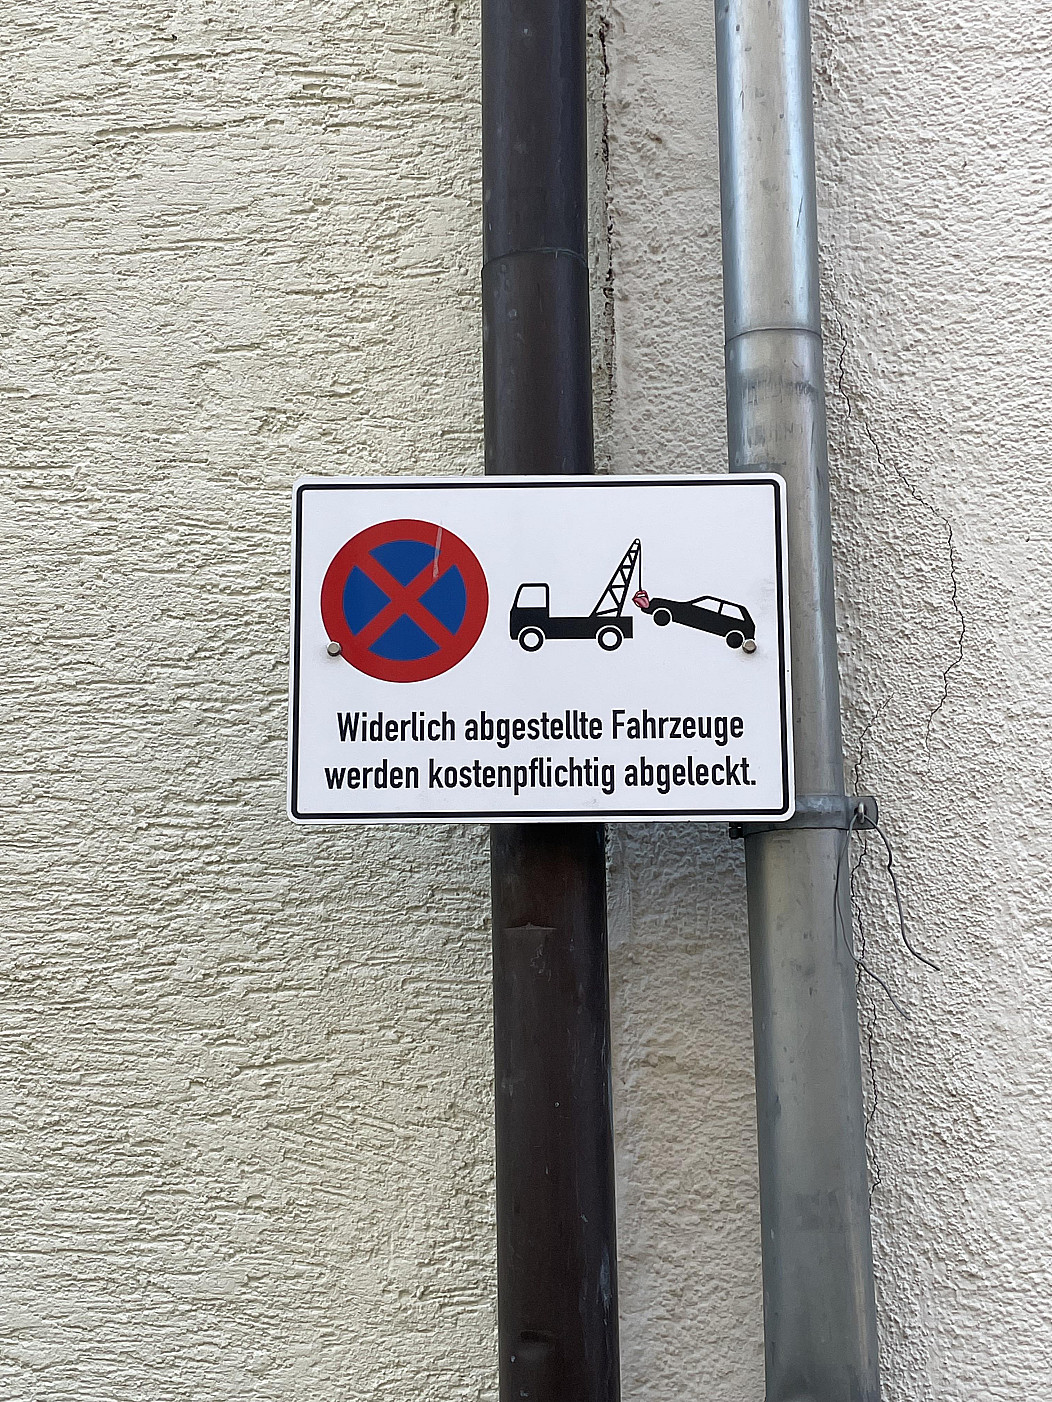 Widerlich abgestellte Fahrzeuge
werden kostenpflichtig abgeleckt.